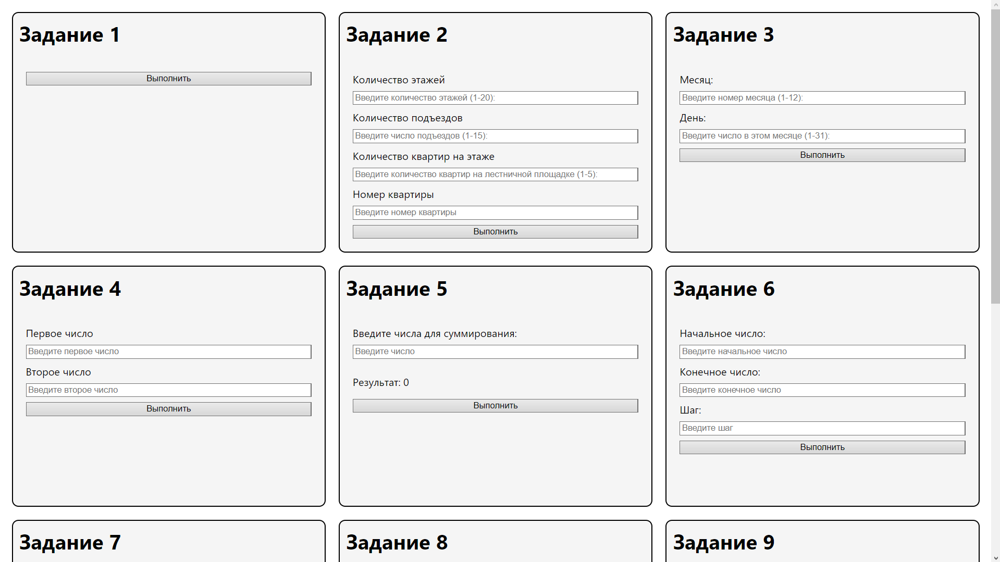 Задание 1
Выполнить
Задание 2
Количество этажей
Введите количество этажей (1-20):
Количество подъездов
Введите число подъездов (1-15):
Количество квартир на этаже
Введите количество квартир на лестничной площадке (1-5):
Номер квартиры
Введите номер квартиры
Выполнить
Задание 3
Месяц:
Введите номер месяца (1-12):
День:
Введите число в этом месяце (1-31):
Выполнить
Задание 4
Первое число
Введите первое число
Второе число
Введите второе число
Выполнить
Задание 5
Введите числа для суммирования:
Введите число
Результат: 0
Выполнить
Задание 6
Начальное число:
Введите начальное число
Конечное число:
Введите конечное число
Шаг:
Введите шаг
Выполнить
Задание 7
Задание 8
Задание 9